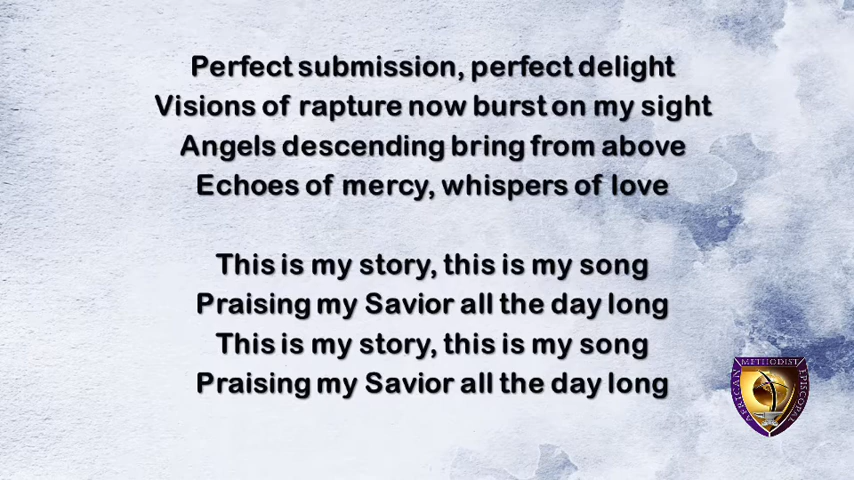 Perfect submission, perfect delight
Visions of rapture now burst on my sight
Angels descending bring from above
Echoes of mercy, whispers of love
This is my story, this is my song
Praising my Savior all the day long
This is my story, this is my song
Praising my Savior all the day long
AFRICAN METHODIST EPISCOPAL